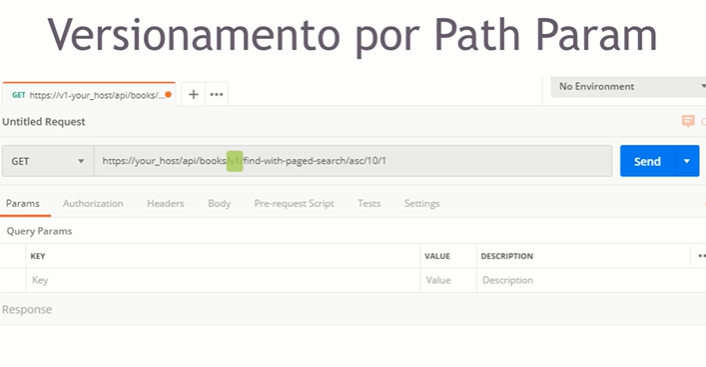 Versionamento por Path Param
GET https://v1-your_host/api/books/... + •••
No Environment
Untitled Request
GET https://your_host/api/books/v1/find-with-paged-search/asc/10/1 Send
Params Authorization Headers Body Pre-request Script Tests Settings
Query Params
KEY VALUE DESCRIPTION
Key Value Description
Response